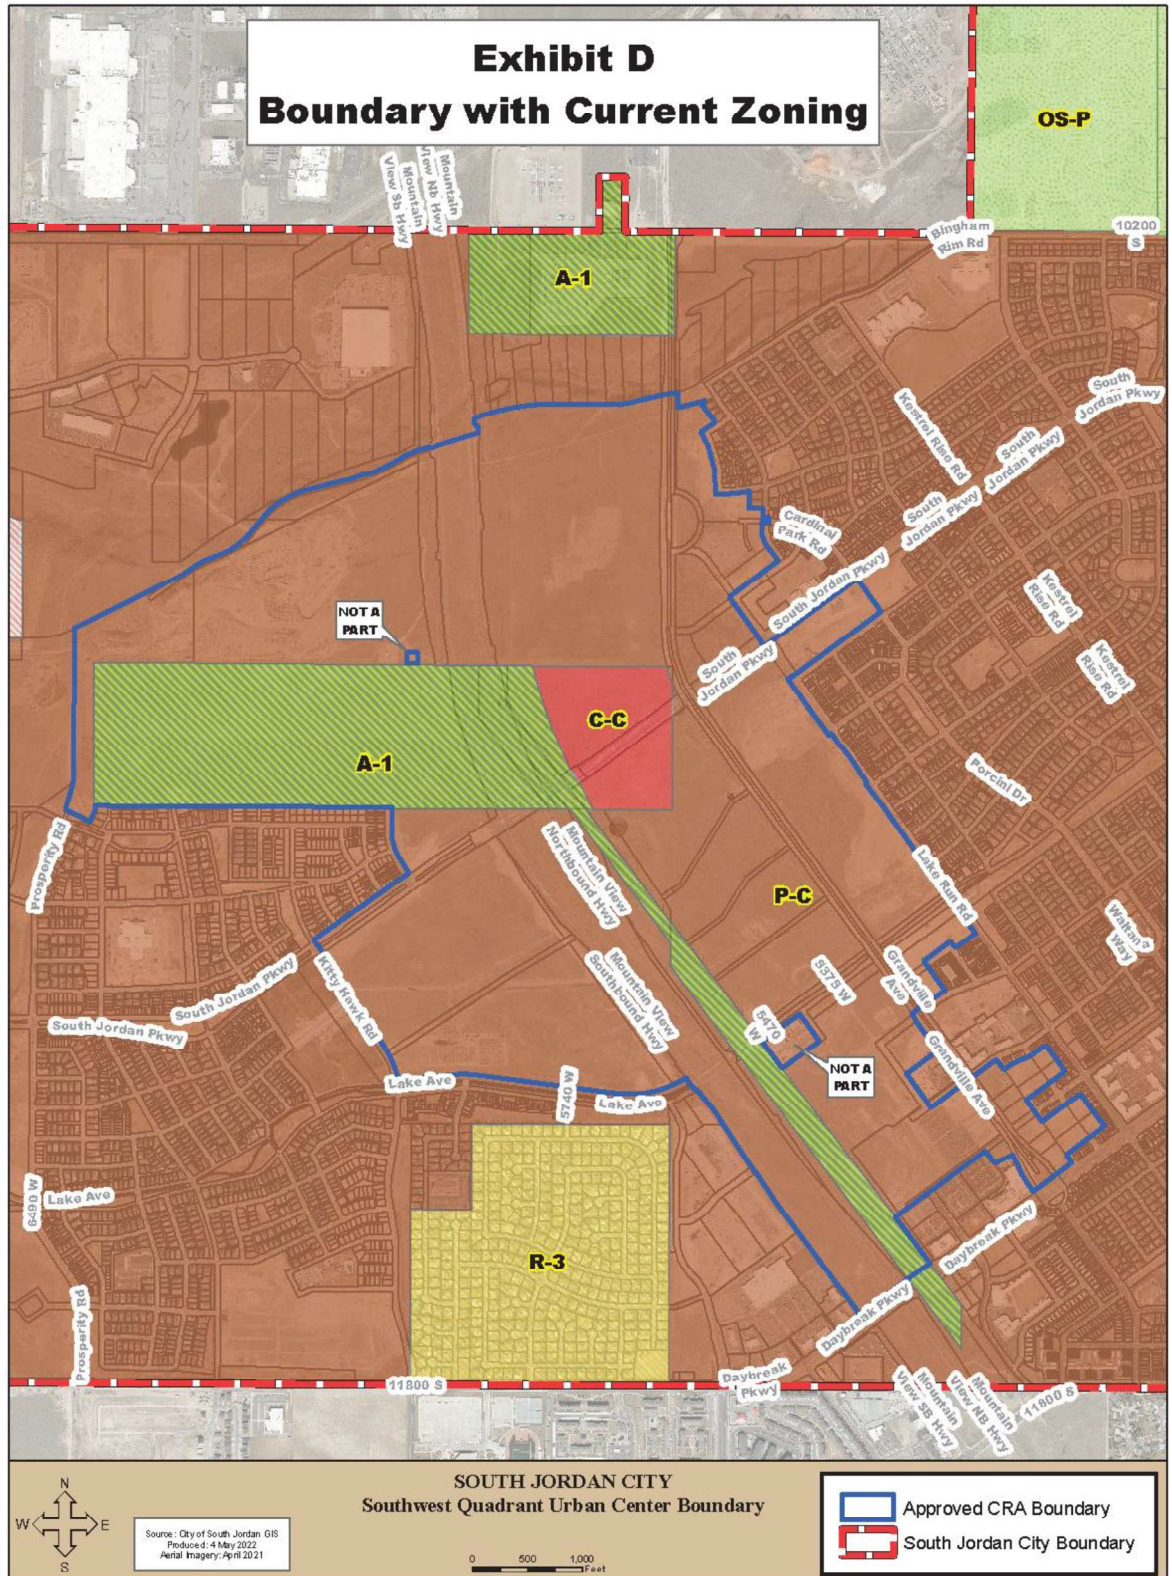 Exhibit D
Boundary with Current Zoning
OS-P
Mountain
View Sb Hwy
Mountain
View Nb Hwy
Bingham
Rim Rd
10200
S
A-1
South
Jordan Pkwy
Kestrel Rise Rd
South
Jordan Pkwy
South
Jordan Pkwy
Cardinal
Park Rd
South Jordan Pkwy
Kestrel
Rise Rd
NOT A
PART
South
Jordan Pkwy
Kestrel
Rise Rd
C-C
A-1
Porcini Dr
Prosperity Rd
Mountain View
Northbound Hwy
Lake Run Rd
P-C
Mountain View
Southbound Hwy
5375 W
Grandville
Ave
South Jordan Pkwy
South Jordan Pkwy
Kitty Hawk Rd
5470
W
NOT A
PART
Grandville Ave
Lake Ave
5740 W
Lake Ave
6490 W
Lake Ave
R-3
Prosperity Rd
Daybreak Pkwy
Daybreak Pkwy
Daybreak
Pkwy
11800 S
Mountain
View SB Hwy
Mountain
View NB Hwy
11800 S
N
W
E
S
Source: City of South Jordan GIS
Produced: 4 May 2022
Aerial Imagery: April 2021
SOUTH JORDAN CITY
Southwest Quadrant Urban Center Boundary
0 500 1,000
Feet
Approved CRA Boundary
South Jordan City Boundary